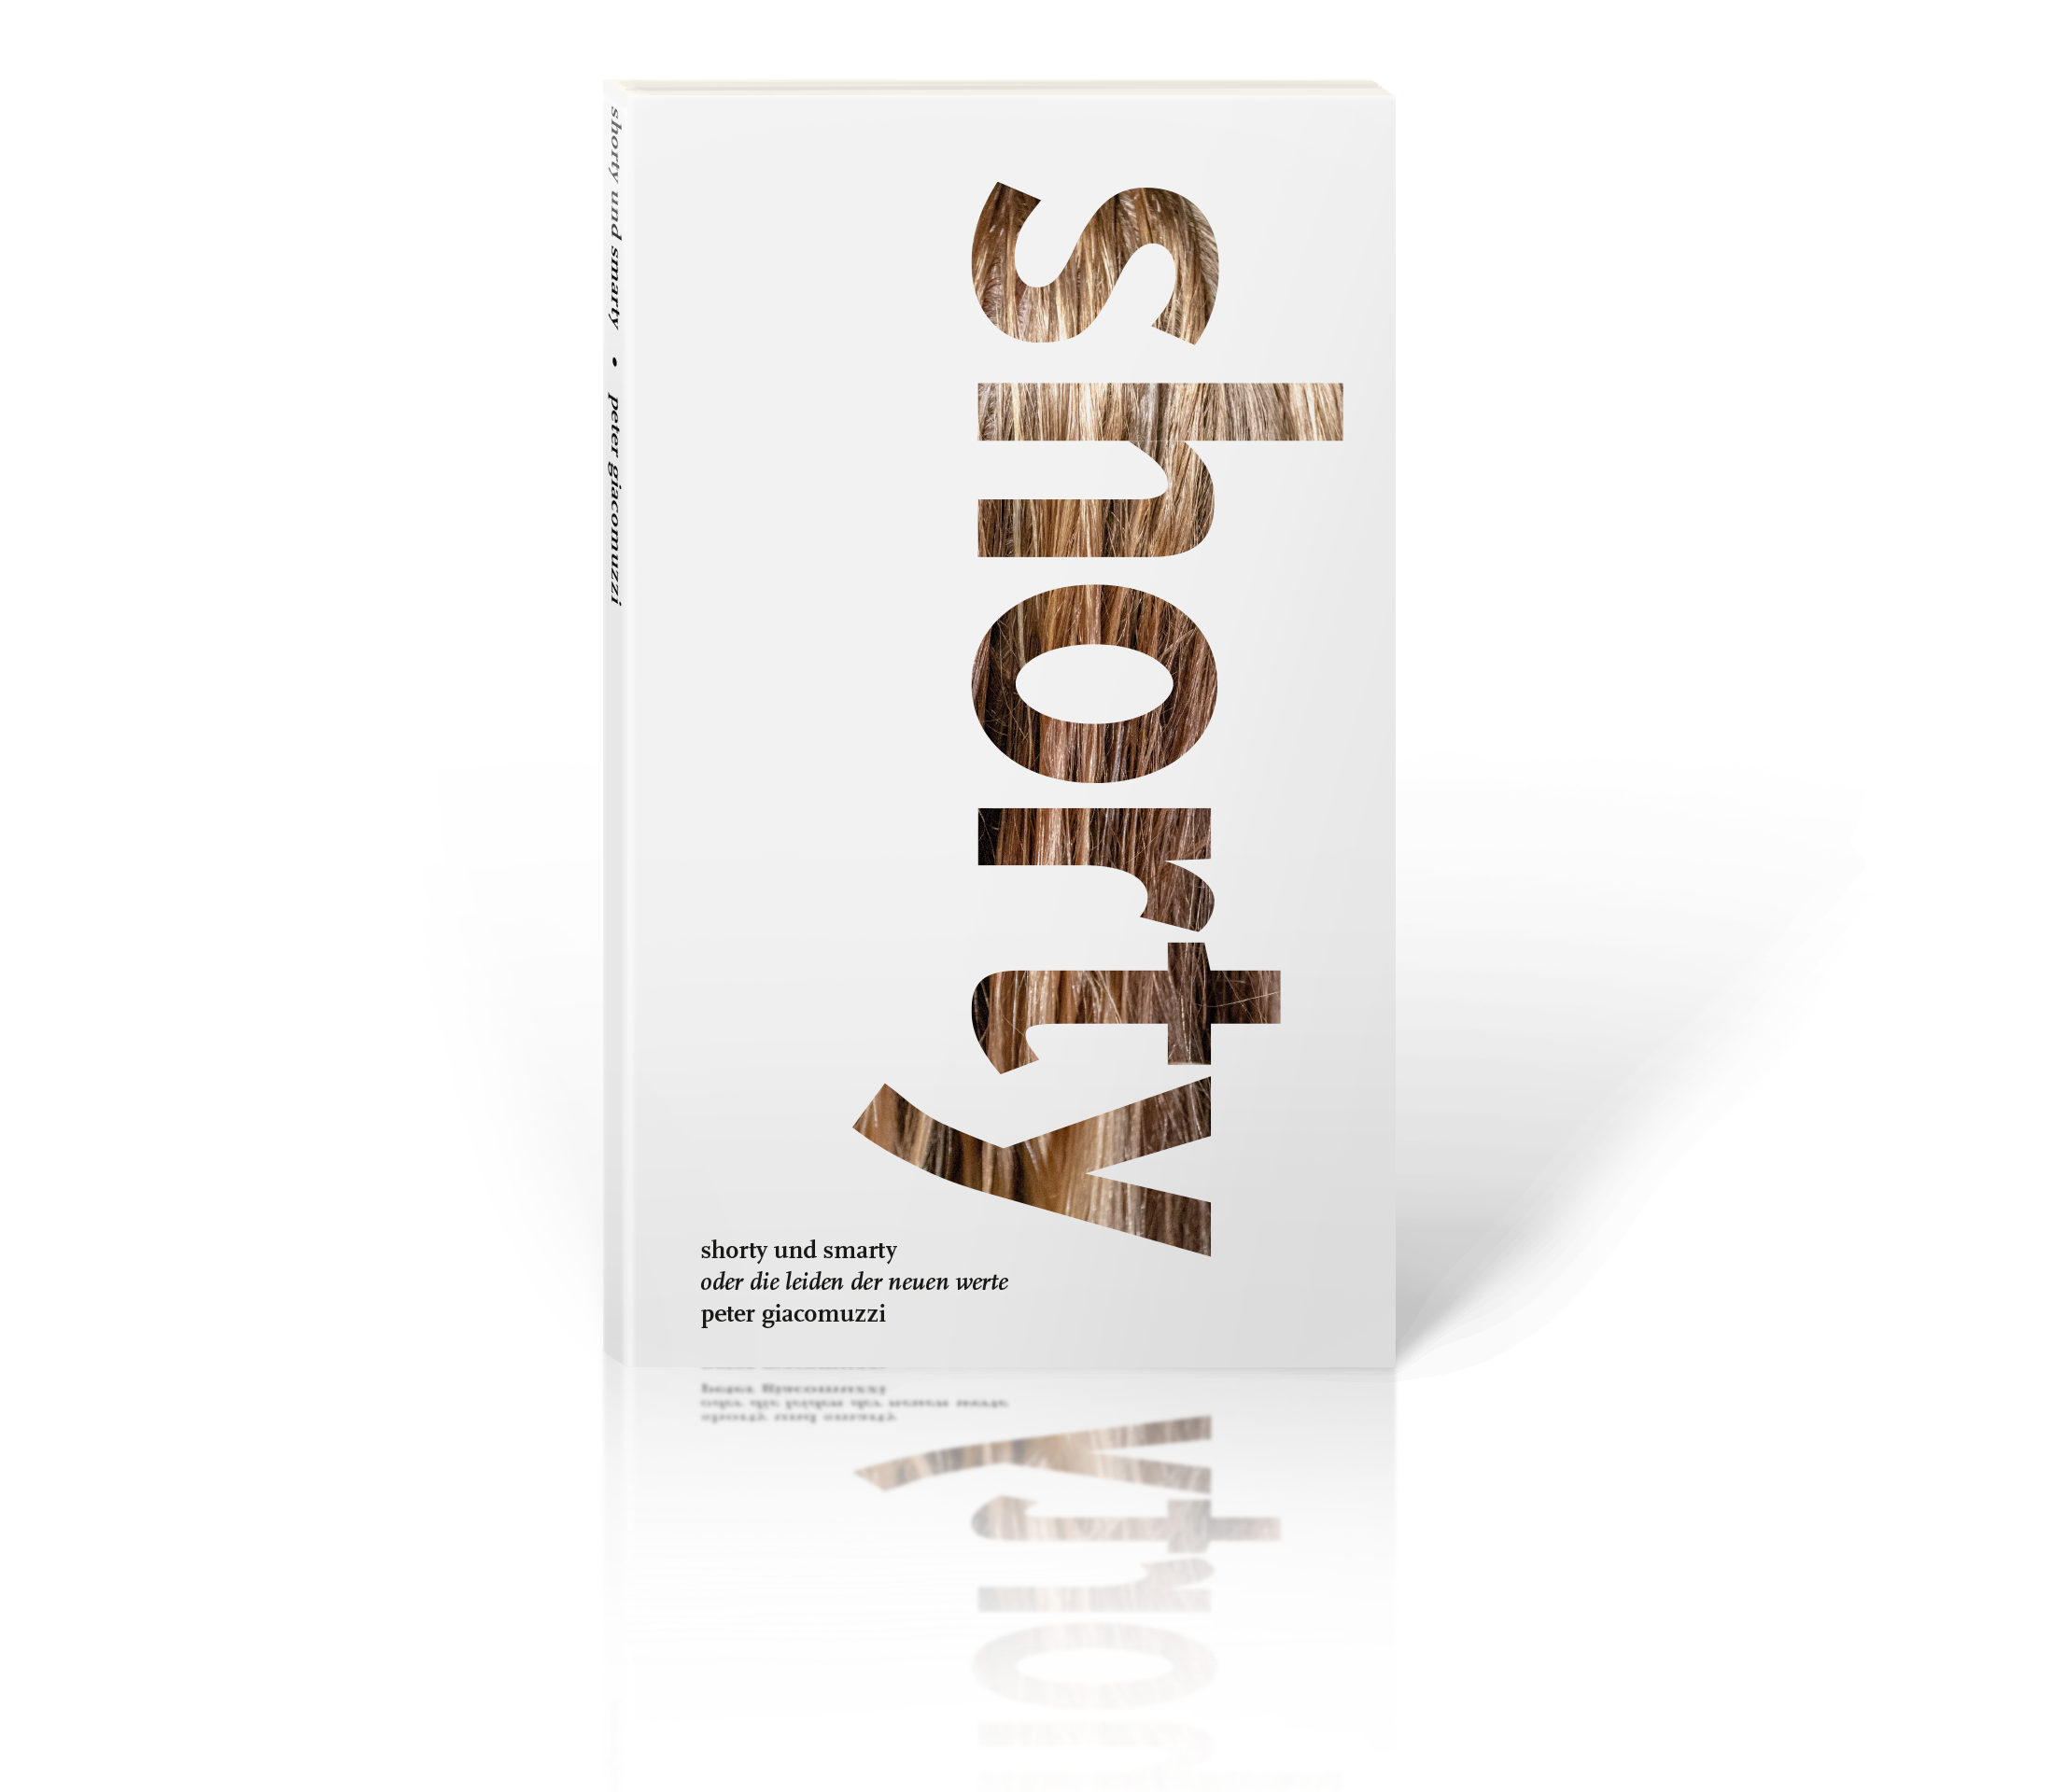 shorty und smarty • peter giacomuzzi
shorty
shorty und smarty
oder die leiden der neuen werte
peter giacomuzzi